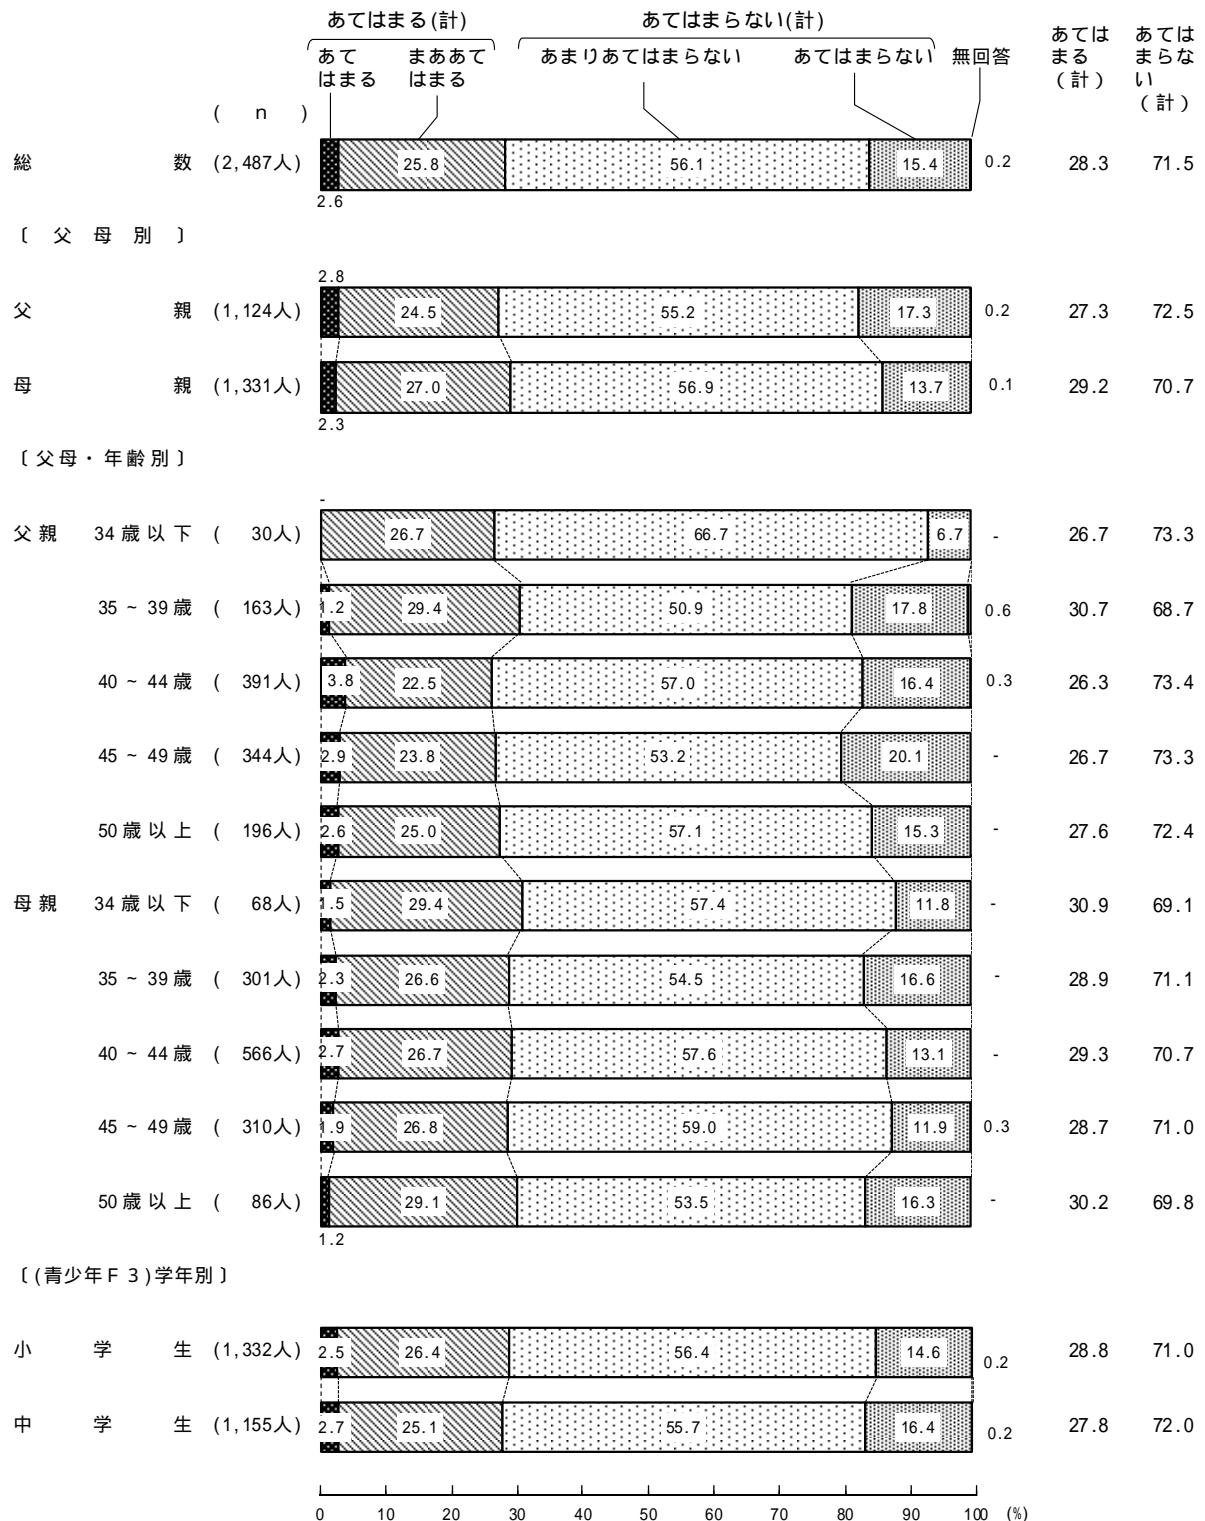 あてはまる(計) あてはまらない(計)
あて
はまる
まああて
はまる
あまりあてはまらない
あてはまらない
無回答
あては
まる
(計)
あては
まらな
い
(計)
( n )
総 数 (2,487人) 2.6 25.8 56.1 15.4 0.2 28.3 71.5
〔 父 母 別 〕
父 親 (1,124人) 2.8 24.5 55.2 17.3 0.2 27.3 72.5
母 親 (1,331人) 2.3 27.0 56.9 13.7 0.1 29.2 70.7
〔父母・年齢別〕
父親 34歳以下 ( 30人) - 26.7 66.7 6.7 - 26.7 73.3
35~39歳 ( 163人) 1.2 29.4 50.9 17.8 0.6 30.7 68.7
40~44歳 ( 391人) 3.8 22.5 57.0 16.4 0.3 26.3 73.4
45~49歳 ( 344人) 2.9 23.8 53.2 20.1 - 26.7 73.3
50歳以上 ( 196人) 2.6 25.0 57.1 15.3 - 27.6 72.4
母親 34歳以下 ( 68人) 1.5 29.4 57.4 11.8 - 30.9 69.1
35~39歳 ( 301人) 2.3 26.6 54.5 16.6 - 28.9 71.1
40~44歳 ( 566人) 2.7 26.7 57.6 13.1 - 29.3 70.7
45~49歳 ( 310人) 1.9 26.8 59.0 11.9 0.3 28.7 71.0
50歳以上 ( 86人) 1.2 29.1 53.5 16.3 - 30.2 69.8
〔(青少年F3)学年別〕
小 学 生 (1,332人) 2.5 26.4 56.4 14.6 0.2 28.8 71.0
中 学 生 (1,155人) 2.7 25.1 55.7 16.4 0.2 27.8 72.0
0 10 20 30 40 50 60 70 80 90 100 (%)